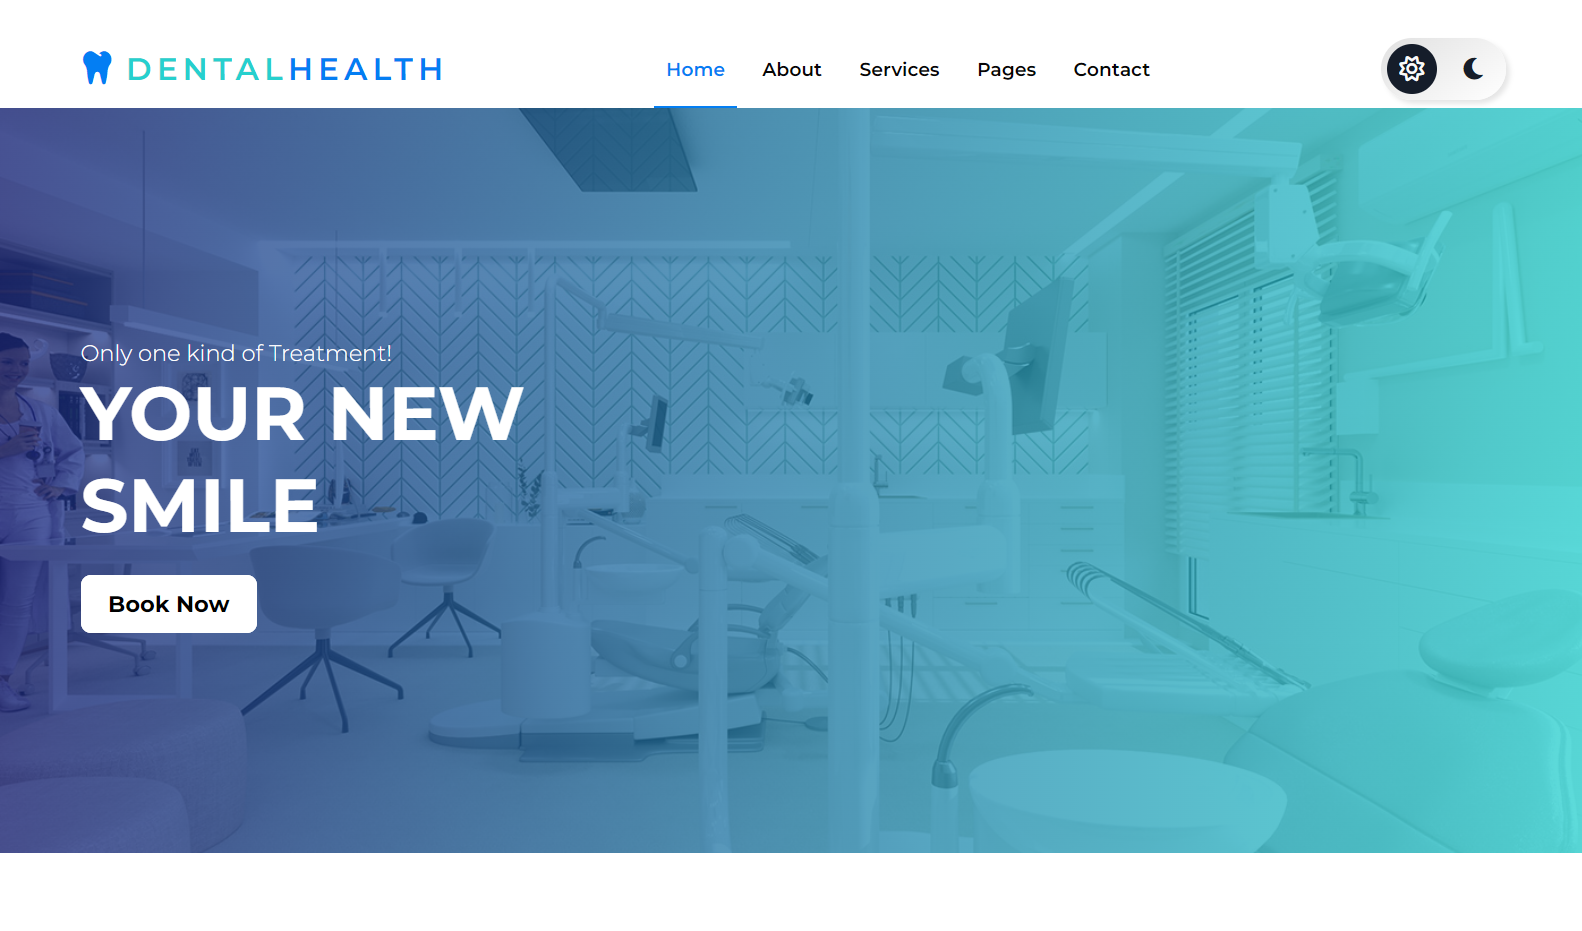 DENTALHEALTH
Home About Services Pages Contact
Only one kind of Treatment!
YOUR NEW
SMILE
Book Now